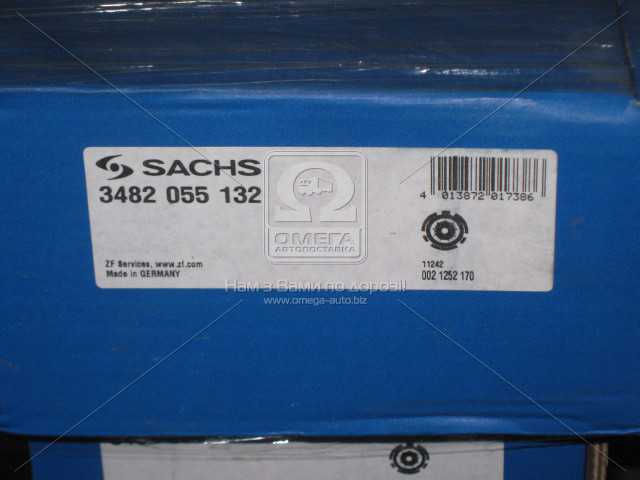 SACHS
3482 055 132
ZF Services, www.zf.com
Made in GERMANY
4 013872 017386
11242
002 1252 170
ОМЕГА
АВТОПОСТАВКА
Нам з Вами по дорозі!
www.omega-auto.biz